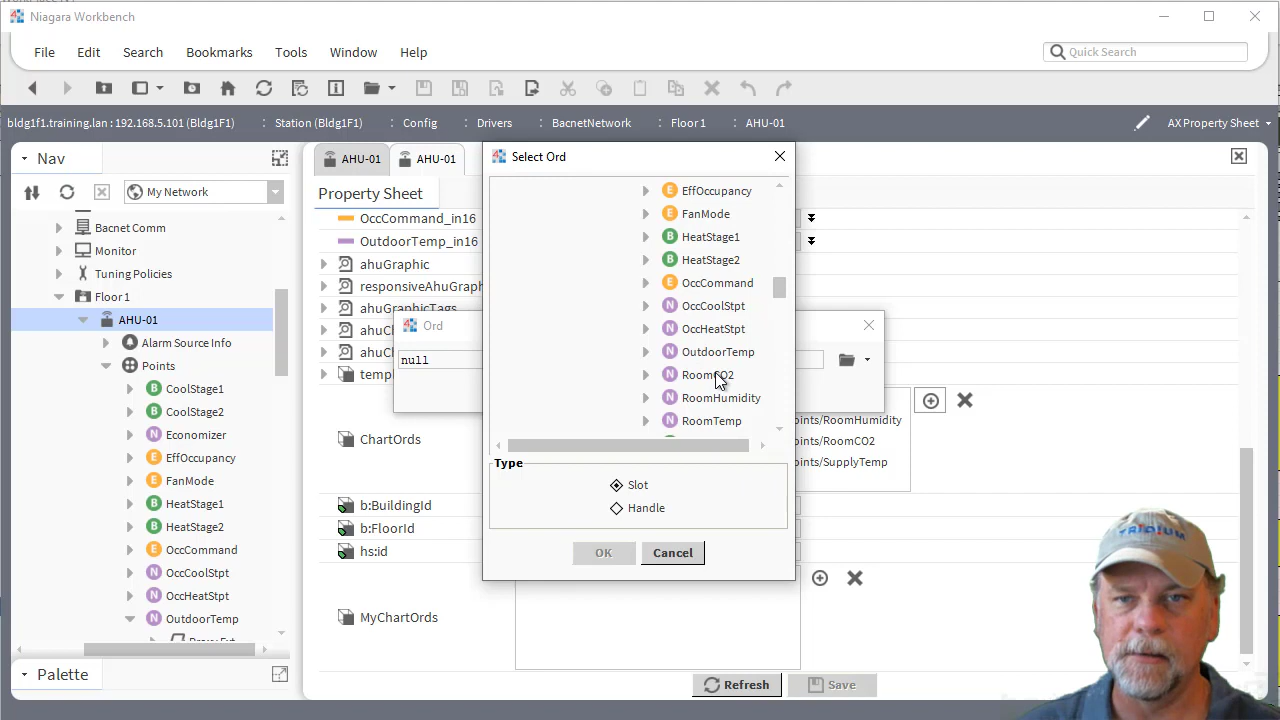 Niagara Workbench
File Edit Search Bookmarks Tools Window Help
Quick Search
bldg1f1.training.lan : 192.168.5.101 (Bldg1F1) : Station (Bldg1F1) : Config : Drivers : BacnetNetwork : Floor 1 : AHU-01
AX Property Sheet
Nav
My Network
Bacnet Comm
Monitor
Tuning Policies
Floor 1
AHU-01
Alarm Source Info
Points
B CoolStage1
B CoolStage2
N Economizer
E EffOccupancy
E FanMode
B HeatStage1
B HeatStage2
E OccCommand
N OccCoolStpt
N OccHeatStpt
N OutdoorTemp
Palette
AHU-01
AHU-01
Property Sheet
OccCommand_in16
OutdoorTemp_in16
ahuGraphic
responsiveAhuGraph
ahuGraphicTags
Ord
null
ChartOrds
oints/RoomHumidity
oints/RoomCO2
oints/SupplyTemp
b:BuildingId
b:FloorId
hs:id
MyChartOrds
Refresh
Save
Select Ord
E EffOccupancy
E FanMode
B HeatStage1
B HeatStage2
E OccCommand
N OccCoolStpt
N OccHeatStpt
N OutdoorTemp
N RoomCO2
N RoomHumidity
N RoomTemp
Type
Slot
Handle
OK
Cancel
TRIDIUM